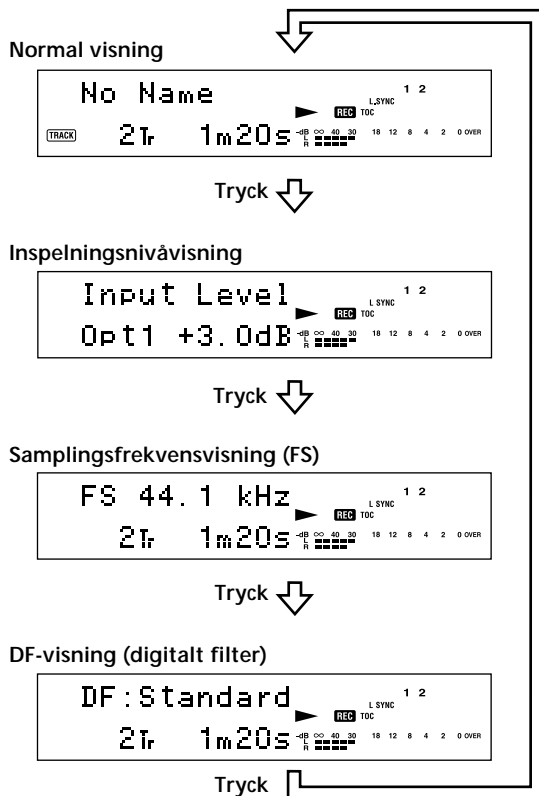 Normal visning
No Name
1 2
L.SYNC
REC TOC
TRACK 2Tr 1m20s -dB ∞ 40 30 18 12 8 4 2 0 OVER
L
R
Tryck
Inspelningsnivåvisning
Input Level
1 2
L SYNC
REC TOC
Opt1 +3.0dB -dB ∞ 40 30 18 12 8 4 2 0 OVER
L
R
Tryck
Samplingsfrekvensvisning (FS)
FS 44.1 kHz
1 2
L SYNC
REC TOC
2Tr 1m20s -dB ∞ 40 30 18 12 8 4 2 0 OVER
L
R
Tryck
DF-visning (digitalt filter)
DF:Standard
1 2
L SYNC
REC TOC
2Tr 1m20s -dB ∞ 40 30 18 12 8 4 2 0 OVER
L
R
Tryck